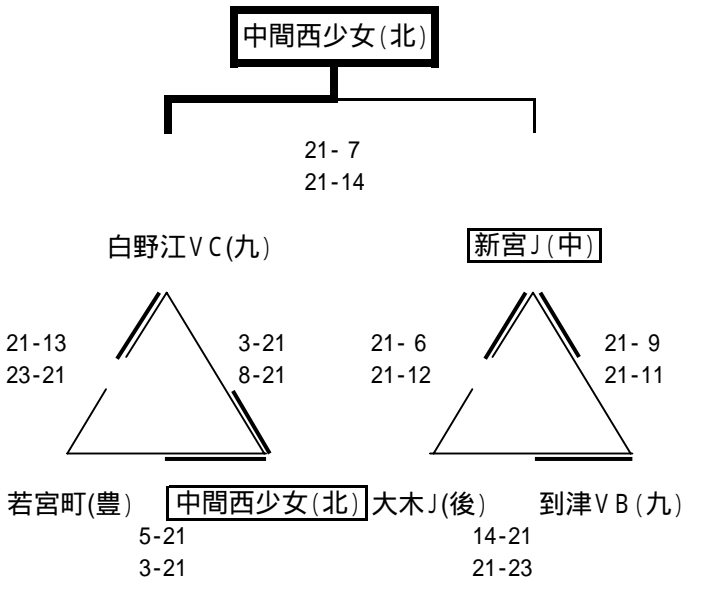 中間西少女(北)
21- 7
21-14
白野江VC(九)
新宮J(中)
21-13
3-21
21- 6
21- 9
23-21
8-21
21-12
21-11
若宮町(豊)
中間西少女(北)
大木J(後)
到津VB(九)
5-21
14-21
3-21
21-23